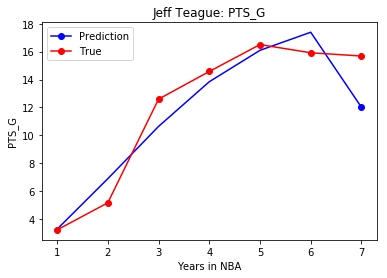 Jeff Teague: PTS_G
Prediction
True
18
16
14
12
10
8
6
4
PTS_G
1 2 3 4 5 6 7
Years in NBA